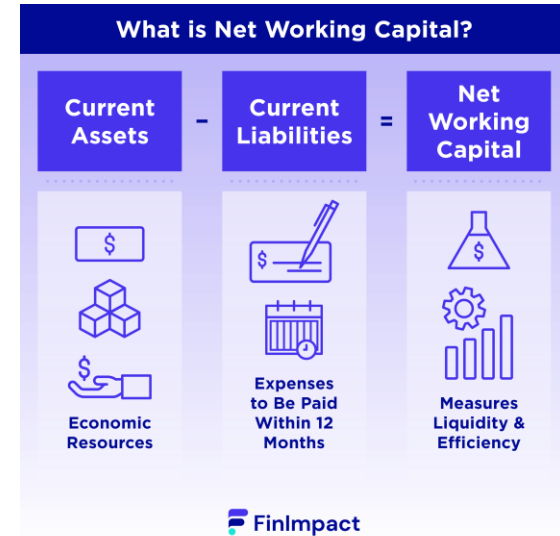 What is Net Working Capital?
Current
Assets
-
Current
Liabilities
=
Net
Working
Capital
$
$
Economic
Resources
$
Expenses
to Be Paid
Within 12
Months
$
Measures
Liquidity &
Efficiency
FinImpact